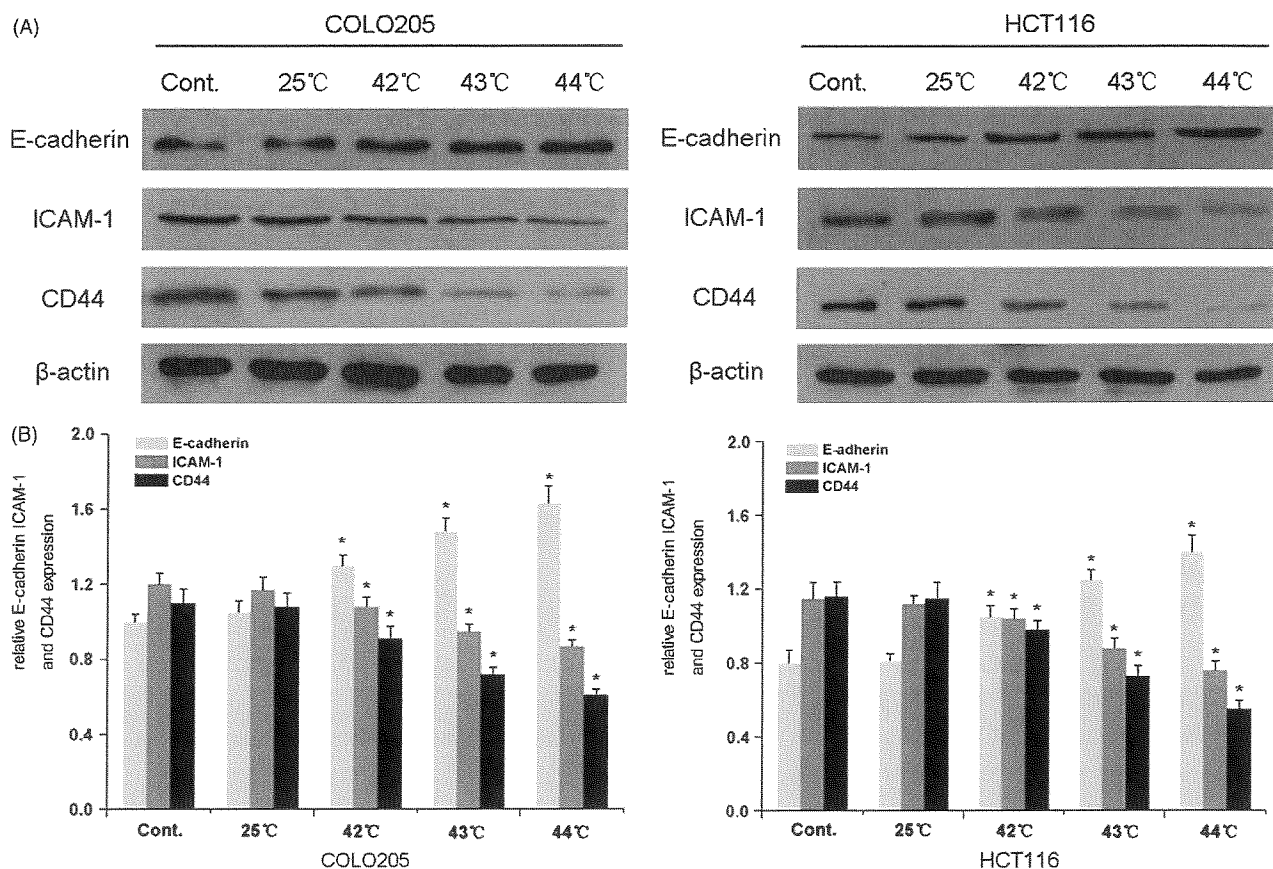 (A)
COLO205
Cont. 25℃ 42℃ 43℃ 44℃
E-cadherin
ICAM-1
CD44
β-actin
HCT116
Cont. 25℃ 42℃ 43℃ 44℃
E-cadherin
ICAM-1
CD44
β-actin
(B)
relative E-cadherin ICAM-1
and CD44 expression
2.0
1.6
1.2
0.8
0.4
0.0
E-cadherin
ICAM-1
CD44
* * * * * * * * *
Cont. 25℃ 42℃ 43℃ 44℃
COLO205
relative E-cadherin ICAM-1
and CD44 expression
2.0
1.6
1.2
0.8
0.4
0.0
E-adherin
ICAM-1
CD44
* * * * * * * * *
Cont. 25℃ 42℃ 43℃ 44℃
HCT116